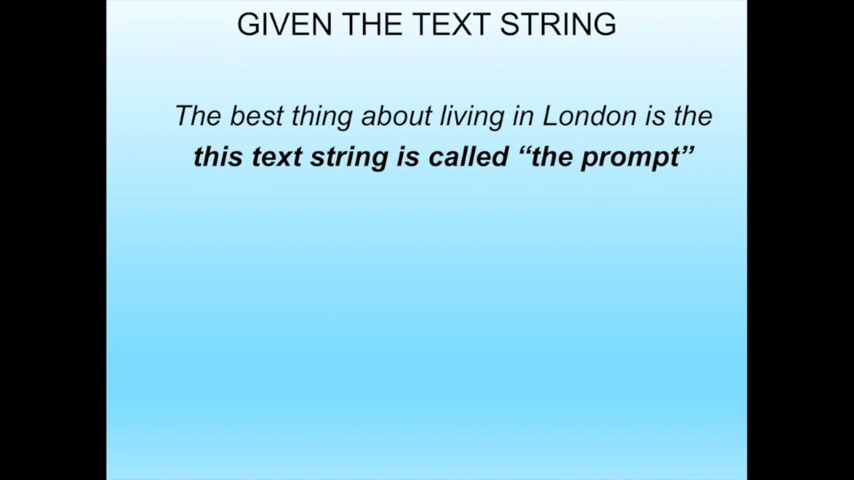 GIVEN THE TEXT STRING
The best thing about living in London is the
this text string is called “the prompt”